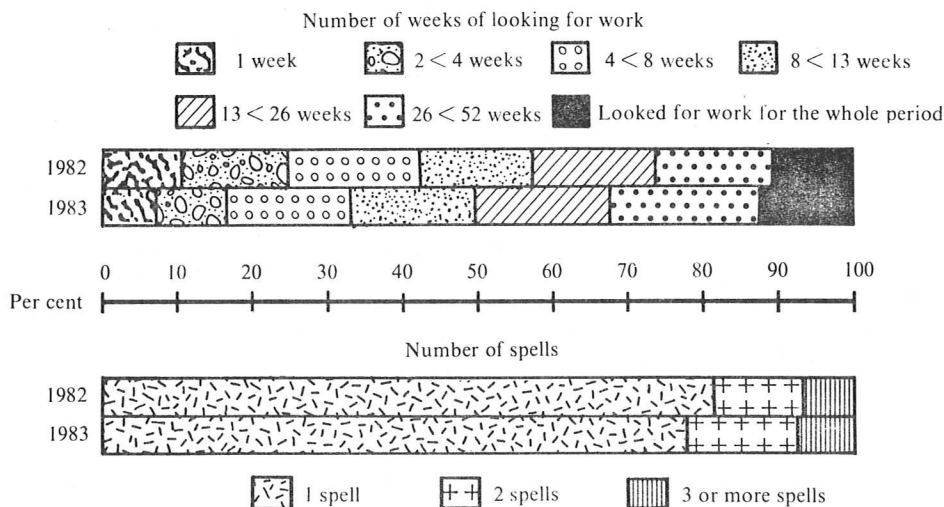 Number of weeks of looking for work
1 week 2 < 4 weeks 4 < 8 weeks 8 < 13 weeks
13 < 26 weeks 26 < 52 weeks Looked for work for the whole period
1982
1983
0 10 20 30 40 50 60 70 80 90 100
Per cent
Number of spells
1982
1983
1 spell 2 spells 3 or more spells